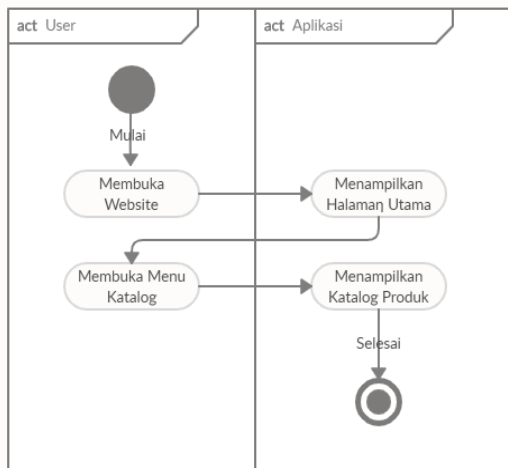 act User
act Aplikasi
Mulai
Membuka
Website
Menampilkan
Halaman Utama
Membuka Menu
Katalog
Menampilkan
Katalog Produk
Selesai